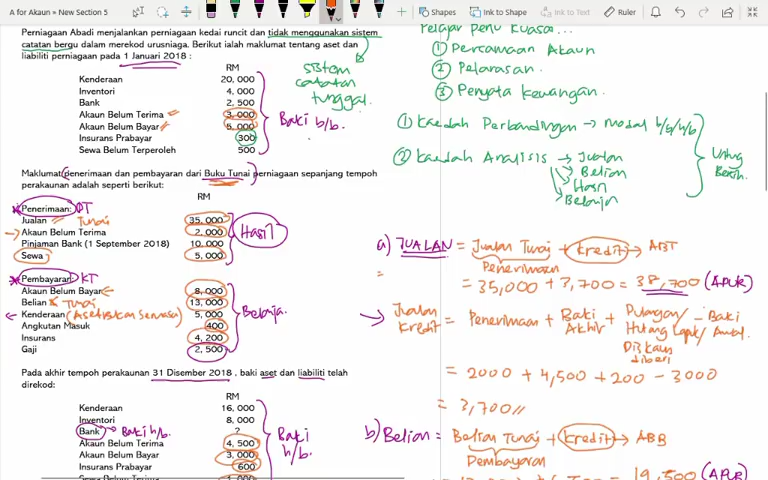 A for Akaun » New Section 5
Shapes
Ink to Shape
Ink to Text
Ruler
Perniagaan Abadi menjalankan perniagaan kedai runcit dan tidak menggunakan sistem
catatan bergu dalam merekod urusniaga. Berikut ialah maklumat tentang aset dan
liabiliti perniagaan pada 1 Januari 2018 :
RM
Kenderaan 20, 000
Inventori 4, 000
Bank 2, 500
Akaun Belum Terima 3, 000
Akaun Belum Bayar 5, 000
Insurans Prabayar 300
Sewa Belum Terperoleh 500
Baki b/b.
sistem
catatan
tunggal.
Maklumat penerimaan dan pembayaran dari Buku Tunai perniagaan sepanjang tempoh
perakaunan adalah seperti berikut:
RM
Penerimaan: DT
Jualan Tunai 35, 000
Akaun Belum Terima 2, 000
Pinjaman Bank (1 September 2018) 10, 000
Sewa 5, 000
Hasil
Pembayaran: KT
Akaun Belum Bayar 8, 000
Belian Tunai 13, 000
Kenderaan (Aset Bukan Semasa) 5, 000
Angkutan Masuk 400
Insurans 4, 200
Gaji 2, 500
Belanja.
Pada akhir tempoh perakaunan 31 Disember 2018 , baki aset dan liabiliti telah
direkod:
RM
Kenderaan 16, 000
Inventori 8, 000
Bank → Baki h/b. ?
Akaun Belum Terima 4, 500
Akaun Belum Bayar 3, 000
Insurans Prabayar 600
Baki
h/b.
Pelajar perlu kuasai...
① Percamaan Akaun
② Pelarasan.
③ Penyata Kewangan.
① Kaedah Perbandingan → modal b/b, h/b
② Kaedah Analisis → Jualan
→ Belian
→ Hasil
→ Belanja
Untung
Bersih.
a) JUALAN = Jualan Tunai + Kredit → ABT
Penerimaan
=
= 35,000 + 3,700 = 38,700 (APUR)
→ Jualan Kredit = Penerimaan + Baki Akhir + Pulangan/ Hutang Lapuk/ Diskaun diberi - Baki Awal.
= 2000 + 4,500 + 200 - 3000
= 3,700 //
b) Belian = Belian Tunai + Kredit → ABB
Pembayaran
= 19,500 (APUR)